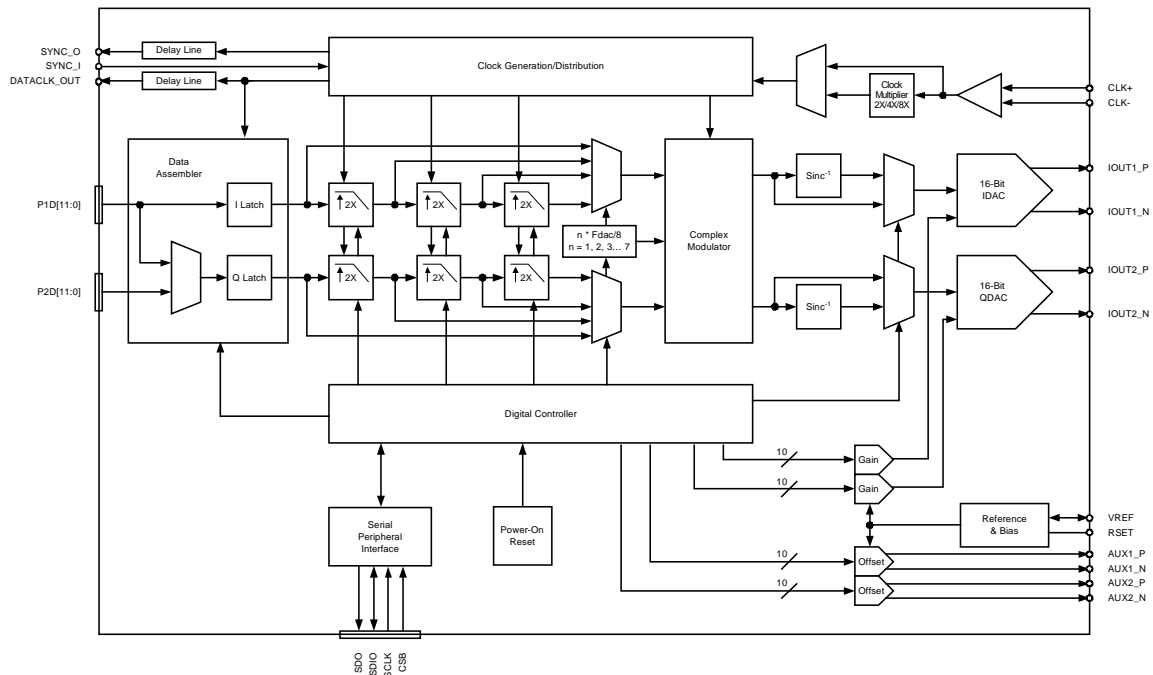 SYNC_O
Delay Line
SYNC_I
Clock Generation/Distribution
DATACLK_OUT
Delay Line
Clock
Multiplier
2X/4X/8X
CLK+
CLK-
Data
Assembler
P1D[11:0]
I Latch
2X
2X
2X
Sinc-1
16-Bit
IDAC
IOUT1_P
IOUT1_N
n * Fdac/8
n = 1, 2, 3... 7
Complex
Modulator
P2D[11:0]
Q Latch
2X
2X
2X
Sinc-1
16-Bit
QDAC
IOUT2_P
IOUT2_N
Digital Controller
10
Gain
10
Gain
Serial
Peripheral
Interface
Power-On
Reset
Reference
& Bias
VREF
RSET
10
Offset
AUX1_P
AUX1_N
10
Offset
AUX2_P
AUX2_N
SDO
SDIO
SCLK
CSB